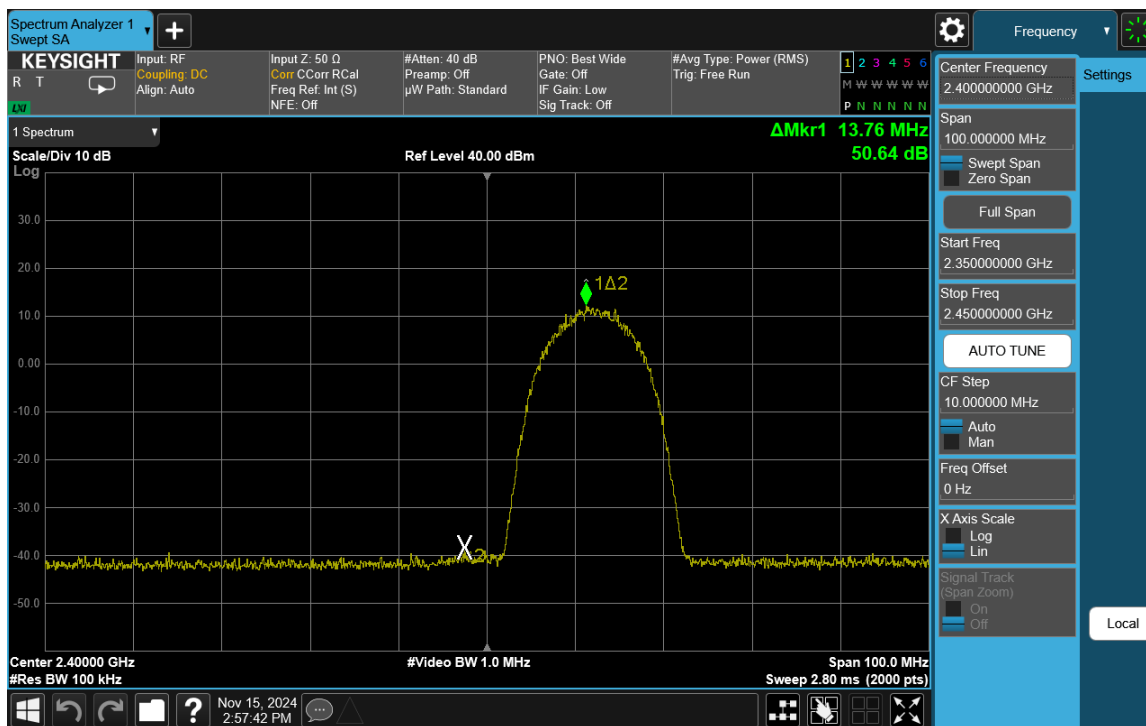 Spectrum Analyzer 1
Swept SA
Frequency
KEYSIGHT
R T
LXI
Input: RF
Coupling: DC
Align: Auto
Input Z: 50 Ω
Corr CCorr RCal
Freq Ref: Int (S)
NFE: Off
#Atten: 40 dB
Preamp: Off
µW Path: Standard
PNO: Best Wide
Gate: Off
IF Gain: Low
Sig Track: Off
#Avg Type: Power (RMS)
Trig: Free Run
1 2 3 4 5 6
M W W W W W
P N N N N N
1 Spectrum
Scale/Div 10 dB
Log
Ref Level 40.00 dBm
ΔMkr1 13.76 MHz
50.64 dB
30.0
20.0
10.0
0.00
-10.0
-20.0
-30.0
-40.0
-50.0
1Δ2
X2
Center 2.40000 GHz
#Res BW 100 kHz
#Video BW 1.0 MHz
Span 100.0 MHz
Sweep 2.80 ms (2000 pts)
Center Frequency
2.400000000 GHz
Span
100.000000 MHz
Swept Span
Zero Span
Full Span
Start Freq
2.350000000 GHz
Stop Freq
2.450000000 GHz
AUTO TUNE
CF Step
10.000000 MHz
Auto
Man
Freq Offset
0 Hz
X Axis Scale
Log
Lin
Signal Track
(Span Zoom)
On
Off
Settings
Local
?
Nov 15, 2024
2:57:42 PM